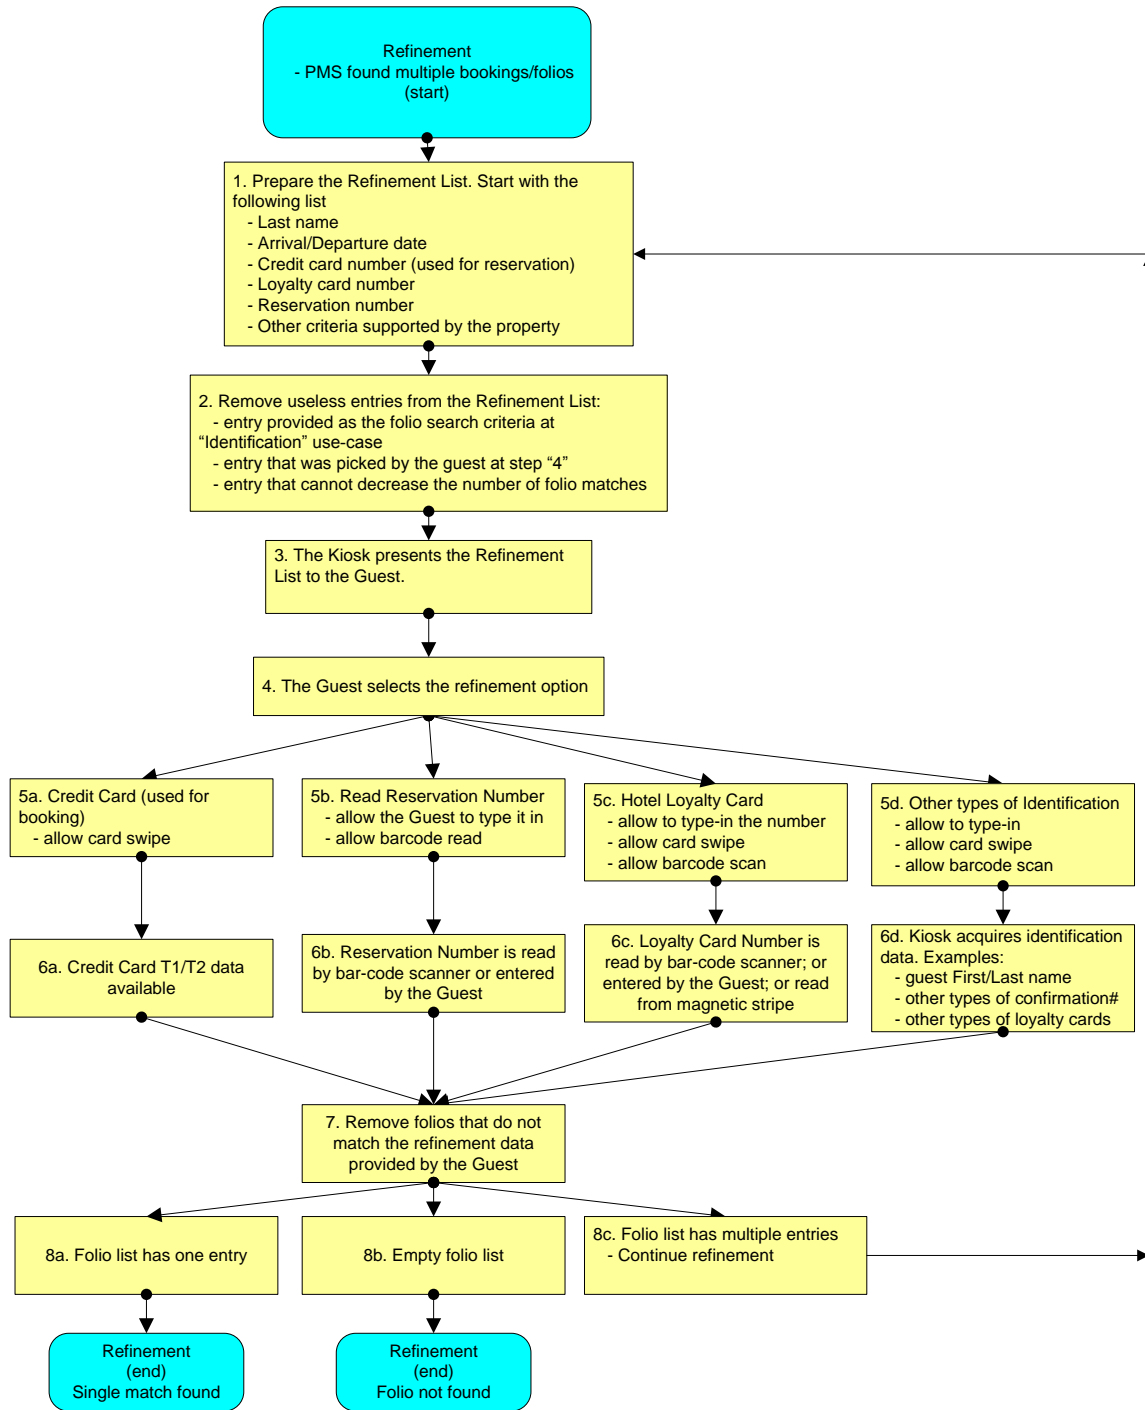 Refinement
- PMS found multiple bookings/folios
(start)
1. Prepare the Refinement List. Start with the
following list
- Last name
- Arrival/Departure date
- Credit card number (used for reservation)
- Loyalty card number
- Reservation number
- Other criteria supported by the property
2. Remove useless entries from the Refinement List:
- entry provided as the folio search criteria at
“Identification” use-case
- entry that was picked by the guest at step “4”
- entry that cannot decrease the number of folio matches
3. The Kiosk presents the Refinement
List to the Guest.
4. The Guest selects the refinement option
5a. Credit Card (used for
booking)
- allow card swipe
5b. Read Reservation Number
- allow the Guest to type it in
- allow barcode read
5c. Hotel Loyalty Card
- allow to type-in the number
- allow card swipe
- allow barcode scan
5d. Other types of Identification
- allow to type-in
- allow card swipe
- allow barcode scan
6a. Credit Card T1/T2 data
available
6b. Reservation Number is read
by bar-code scanner or entered
by the Guest
6c. Loyalty Card Number is
read by bar-code scanner; or
entered by the Guest; or read
from magnetic stripe
6d. Kiosk acquires identification
data. Examples:
- guest First/Last name
- other types of confirmation#
- other types of loyalty cards
7. Remove folios that do not
match the refinement data
provided by the Guest
8a. Folio list has one entry
8b. Empty folio list
8c. Folio list has multiple entries
- Continue refinement
Refinement
(end)
Single match found
Refinement
(end)
Folio not found